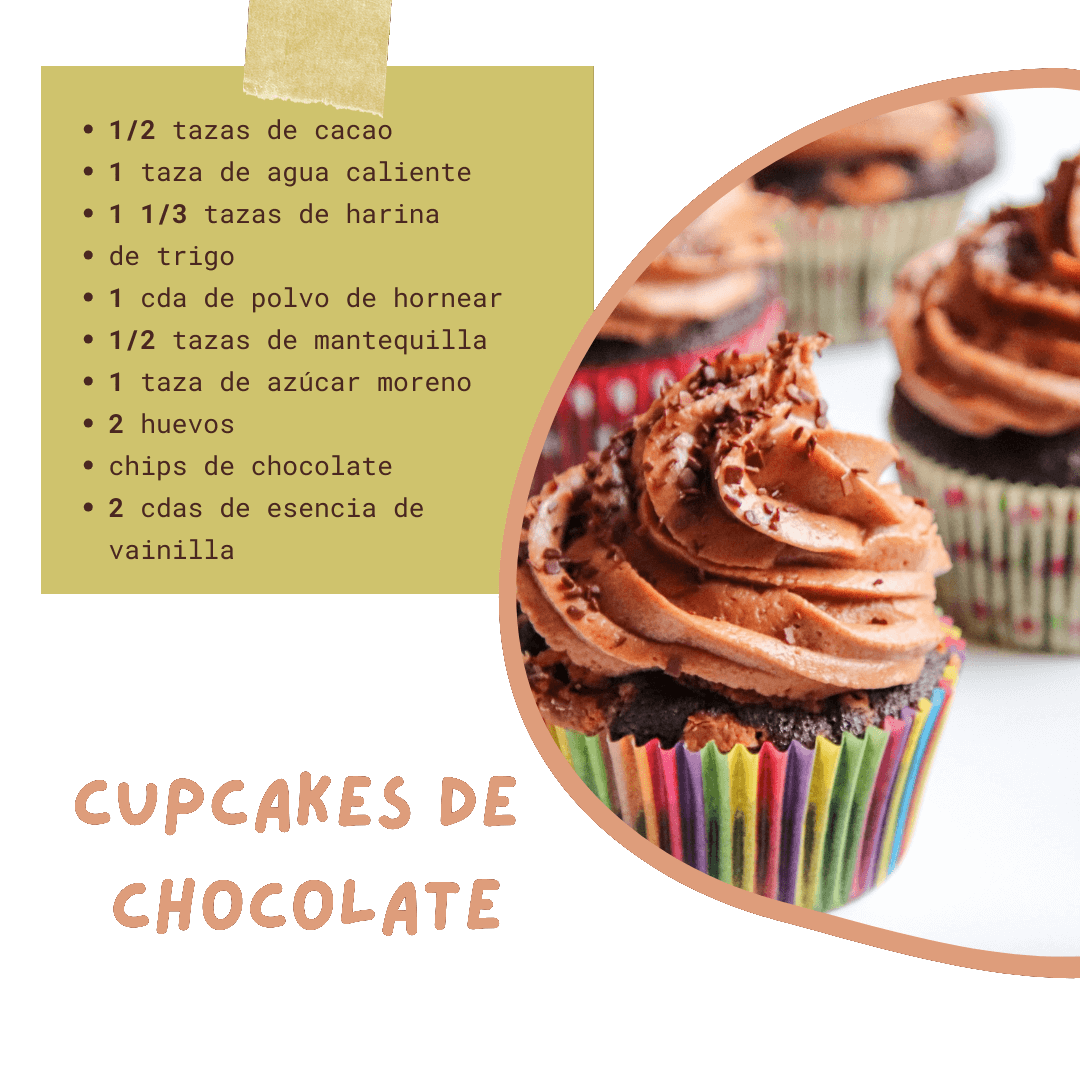 • 1/2 tazas de cacao
• 1 taza de agua caliente
• 1 1/3 tazas de harina
• de trigo
• 1 cda de polvo de hornear
• 1/2 tazas de mantequilla
• 1 taza de azúcar moreno
• 2 huevos
• chips de chocolate
• 2 cdas de esencia de
vainilla
CUPCAKES DE
CHOCOLATE